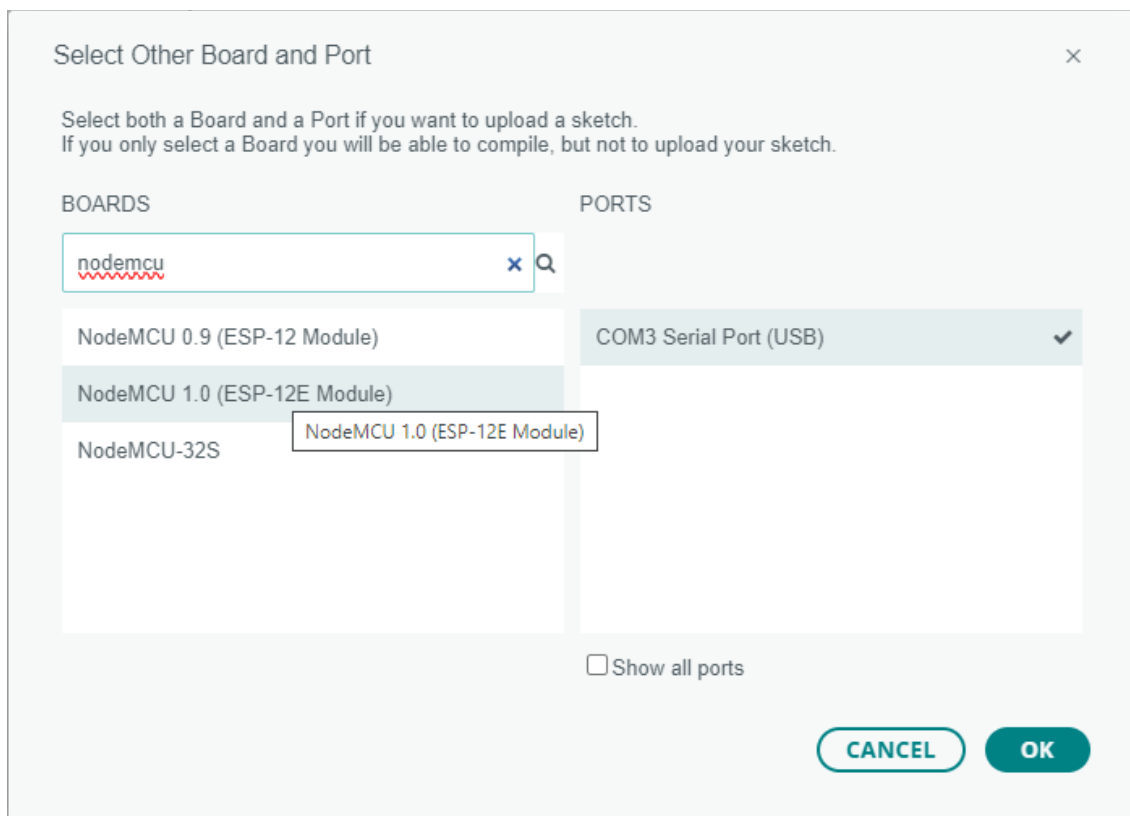 Select Other Board and Port
Select both a Board and a Port if you want to upload a sketch.
If you only select a Board you will be able to compile, but not to upload your sketch.
BOARDS
PORTS
nodemcu
NodeMCU 0.9 (ESP-12 Module)
COM3 Serial Port (USB)
NodeMCU 1.0 (ESP-12E Module)
NodeMCU 1.0 (ESP-12E Module)
NodeMCU-32S
Show all ports
CANCEL
OK